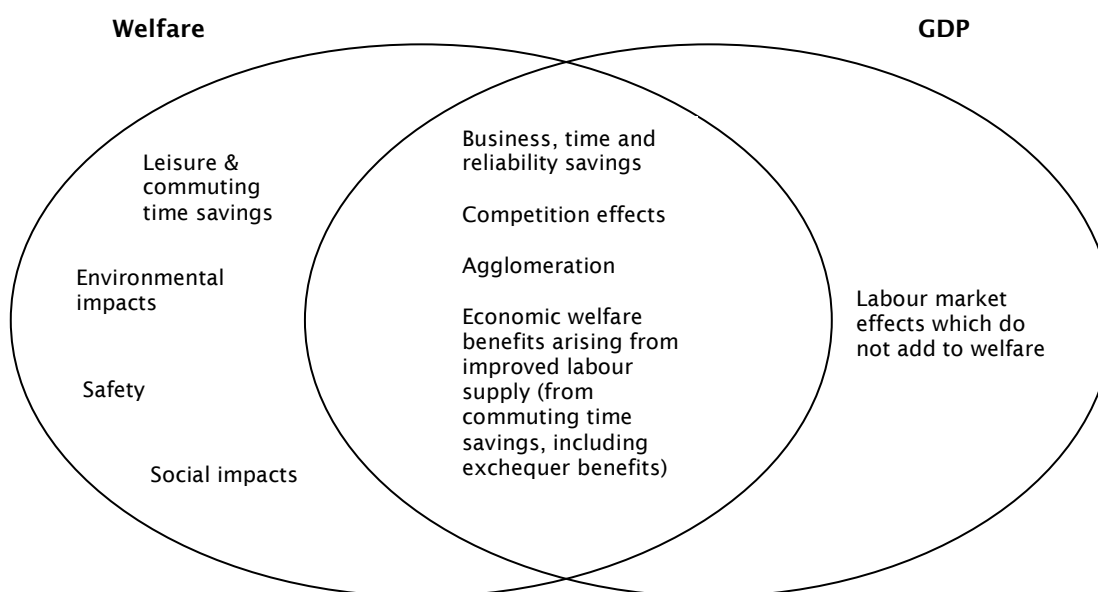 Welfare
GDP
Leisure &
commuting
time savings
Environmental
impacts
Safety
Social impacts
Business, time and
reliability savings
Competition effects
Agglomeration
Economic welfare
benefits arising from
improved labour
supply (from
commuting time
savings, including
exchequer benefits)
Labour market
effects which do
not add to welfare